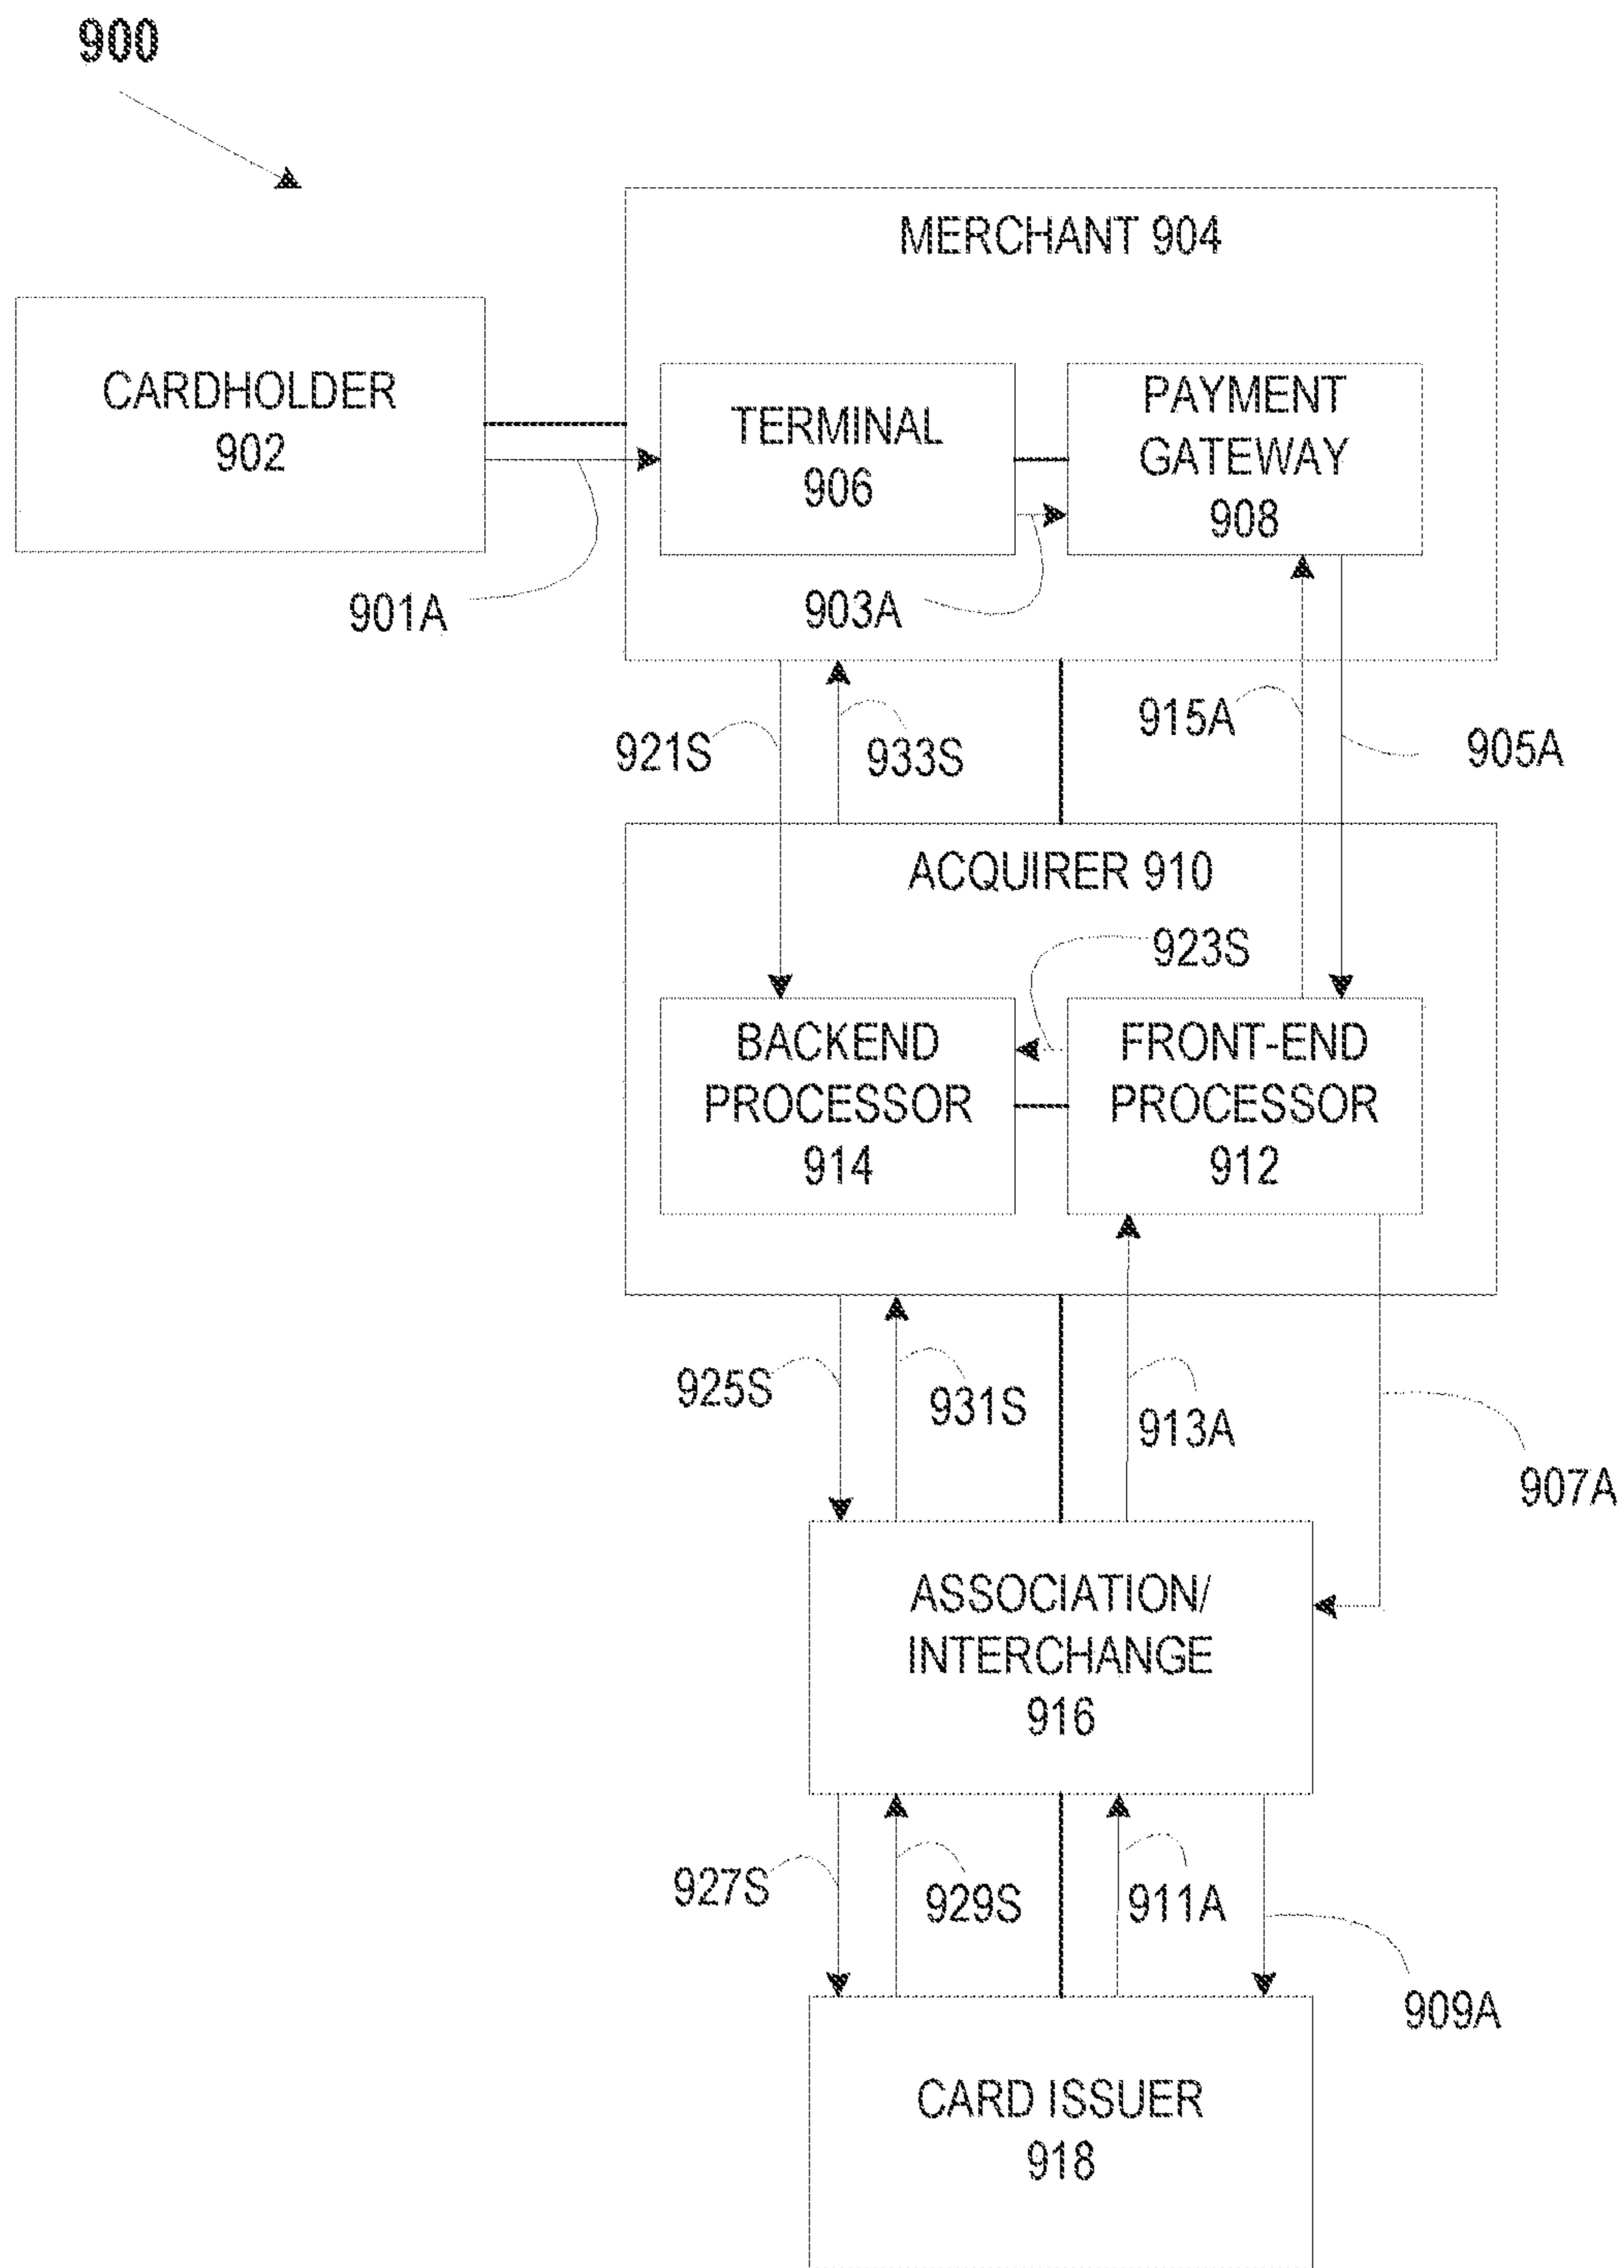 900
MERCHANT 904
CARDHOLDER
902
TERMINAL
906
PAYMENT
GATEWAY
908
901A
903A
921S
933S
915A
905A
ACQUIRER 910
923S
BACKEND
PROCESSOR
914
FRONT-END
PROCESSOR
912
925S
931S
913A
907A
ASSOCIATION/
INTERCHANGE
916
927S
929S
911A
909A
CARD ISSUER
918